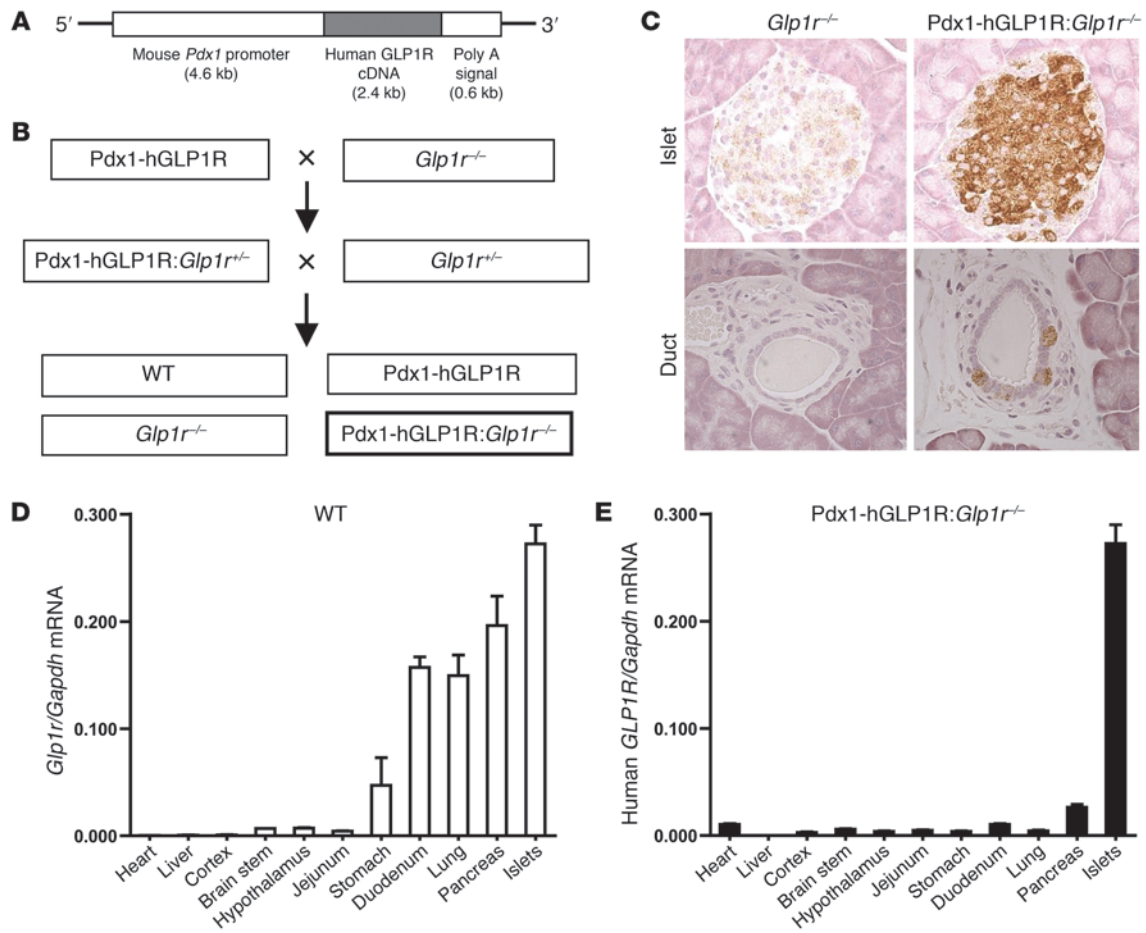 A
5′
3′
Mouse Pdx1 promoter
(4.6 kb)
Human GLP1R
cDNA
(2.4 kb)
Poly A
signal
(0.6 kb)
B
Pdx1-hGLP1R
×
Glp1r–/–
Pdx1-hGLP1R:Glp1r+/–
×
Glp1r+/–
WT
Pdx1-hGLP1R
Glp1r–/–
Pdx1-hGLP1R:Glp1r–/–
C
Glp1r–/–
Pdx1-hGLP1R:Glp1r–/–
Islet
Duct
D
WT
Glp1r/Gapdh mRNA
0.300
0.200
0.100
0.000
Heart
Liver
Cortex
Brain stem
Hypothalamus
Jejunum
Stomach
Duodenum
Lung
Pancreas
Islets
E
Pdx1-hGLP1R:Glp1r–/–
Human GLP1R/Gapdh mRNA
0.300
0.200
0.100
0.000
Heart
Liver
Cortex
Brain stem
Hypothalamus
Jejunum
Stomach
Duodenum
Lung
Pancreas
Islets